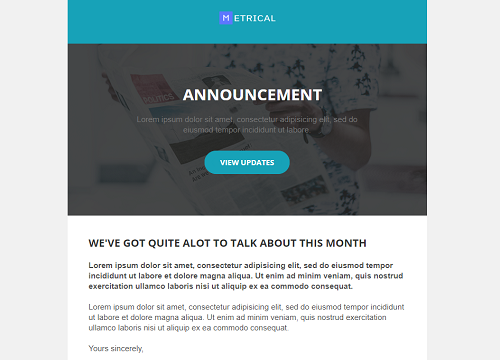 METRICAL
ANNOUNCEMENT
Lorem ipsum dolor sit amet, consectetur adipisicing elit, sed do
eiusmod tempor incididunt ut labore
VIEW UPDATES
WE'VE GOT QUITE ALOT TO TALK ABOUT THIS MONTH
Lorem ipsum dolor sit amet, consectetur adipisicing elit, sed do eiusmod tempor
incididunt ut labore et dolore magna aliqua. Ut enim ad minim veniam, quis nostrud
exercitation ullamco laboris nisi ut aliquip ex ea commodo consequat.
Lorem ipsum dolor sit amet, consectetur adipisicing elit, sed do eiusmod tempor
incididunt ut labore et dolore magna aliqua. Ut enim ad minim veniam, quis nostrud exercitation
ullamco laboris nisi ut aliquip ex ea commodo consequat.
Yours sincerely,